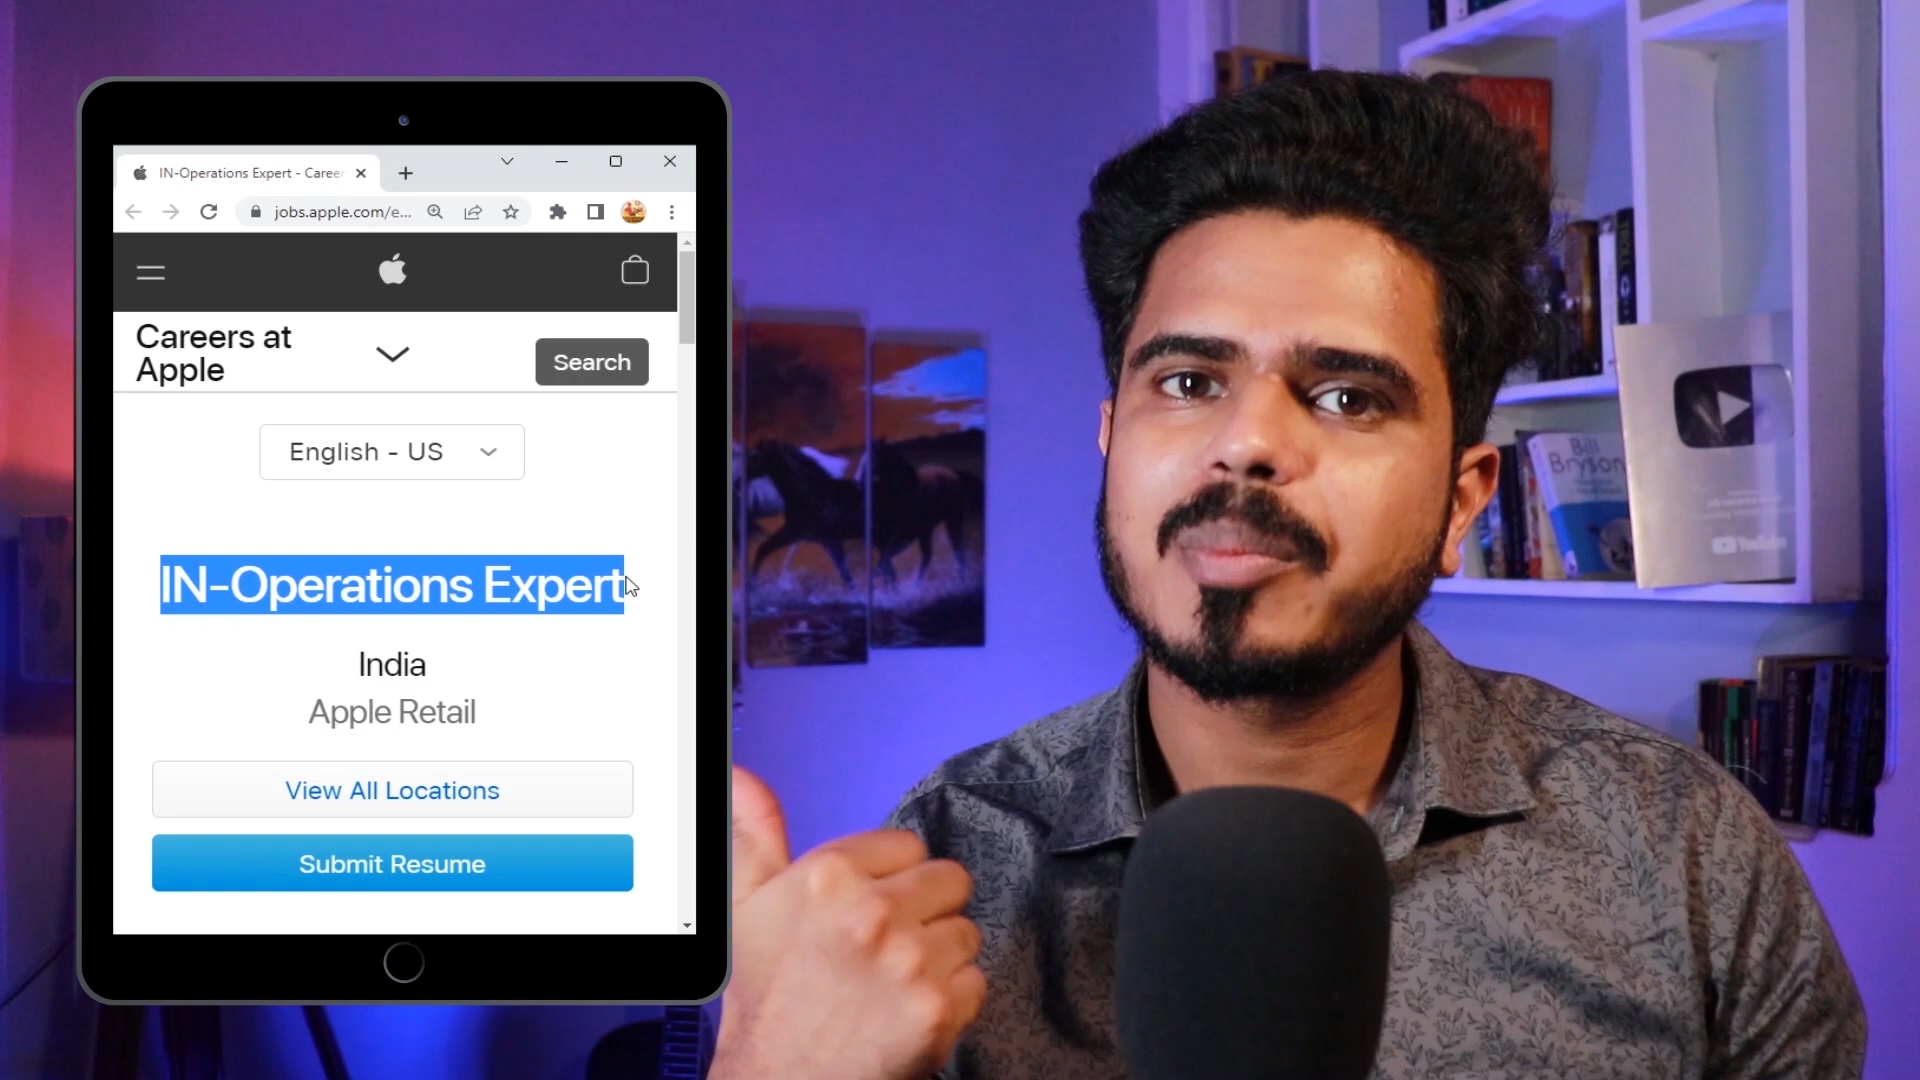 IN-Operations Expert - Career
jobs.apple.com/e...
Careers at
Apple
Search
English - US
IN-Operations Expert
India
Apple Retail
View All Locations
Submit Resume
Bill
Bryson
YouTube